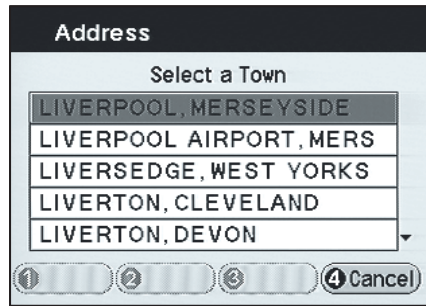 Address
Select a Town
LIVERPOOL,MERSEYSIDE
LIVERPOOL AIRPORT,MERS
LIVERSEDGE,WEST YORKS
LIVERTON,CLEVELAND
LIVERTON,DEVON
1 2 3 4 Cancel